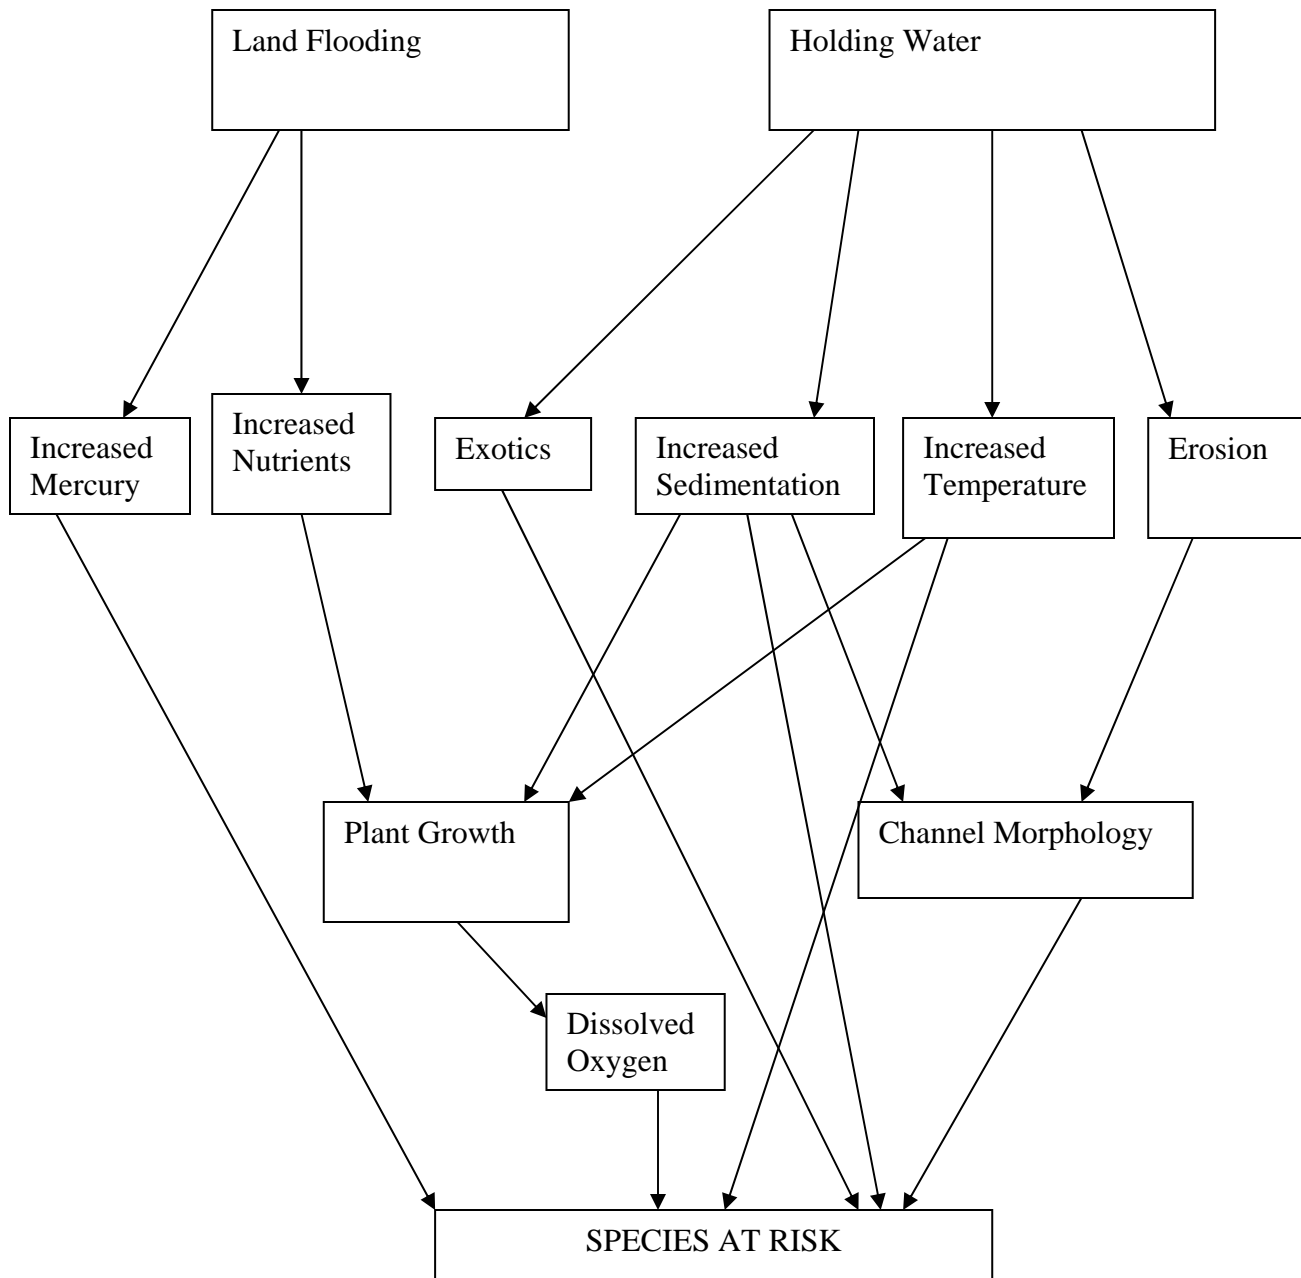 Land Flooding
Holding Water
Increased
Mercury
Increased
Nutrients
Exotics
Increased
Sedimentation
Increased
Temperature
Erosion
Plant Growth
Channel Morphology
Dissolved
Oxygen
SPECIES AT RISK